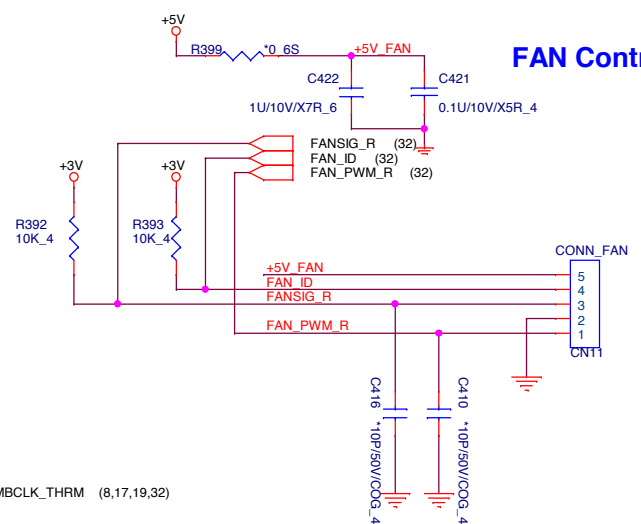 +5V
R399
*0_6S
+5V_FAN
FAN Contr
C422
C421
1U/10V/X7R_6
0.1U/10V/X5R_4
FANSIG_R (32)
FAN_ID (32)
FAN_PWM_R (32)
+3V
+3V
R392
10K_4
R393
10K_4
CONN_FAN
+5V_FAN
5
FAN_ID
4
FANSIG_R
3
2
FAN_PWM_R
1
CN11
C416
*10P/50V/COG_4
C410
*10P/50V/COG_4
MBCLK_THRM (8,17,19,32)